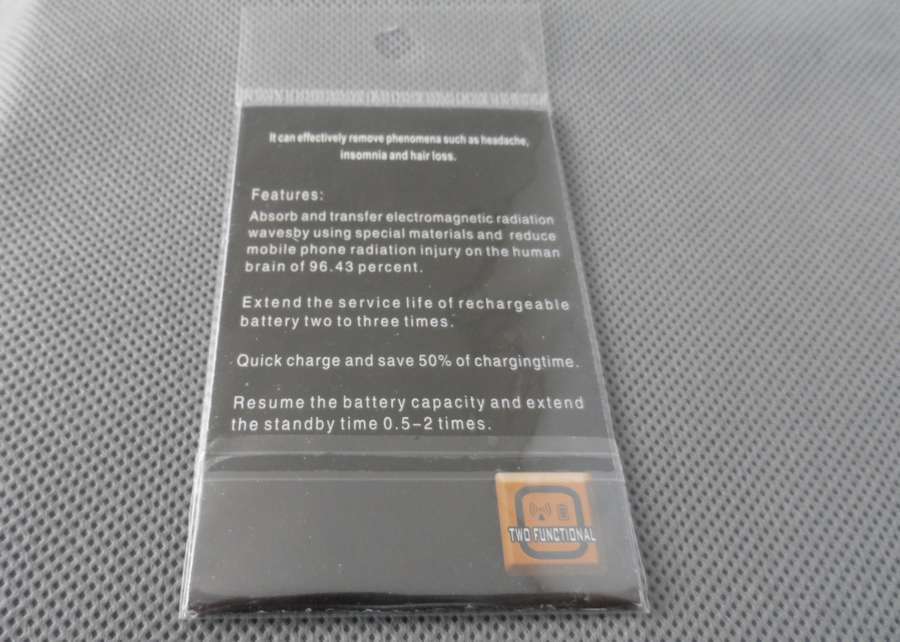 It can effectively remove phenomena such as headache,
insomnia and hair loss.
Features:
Absorb and transfer electromagnetic radiation
wavesby using special materials and reduce
mobile phone radiation injury on the human
brain of 96.43 percent.
Extend the service life of rechargeable
battery two to three times.
Quick charge and save 50% of chargingtime.
Resume the battery capacity and extend
the standby time 0.5-2 times.
TWO FUNCTIONAL